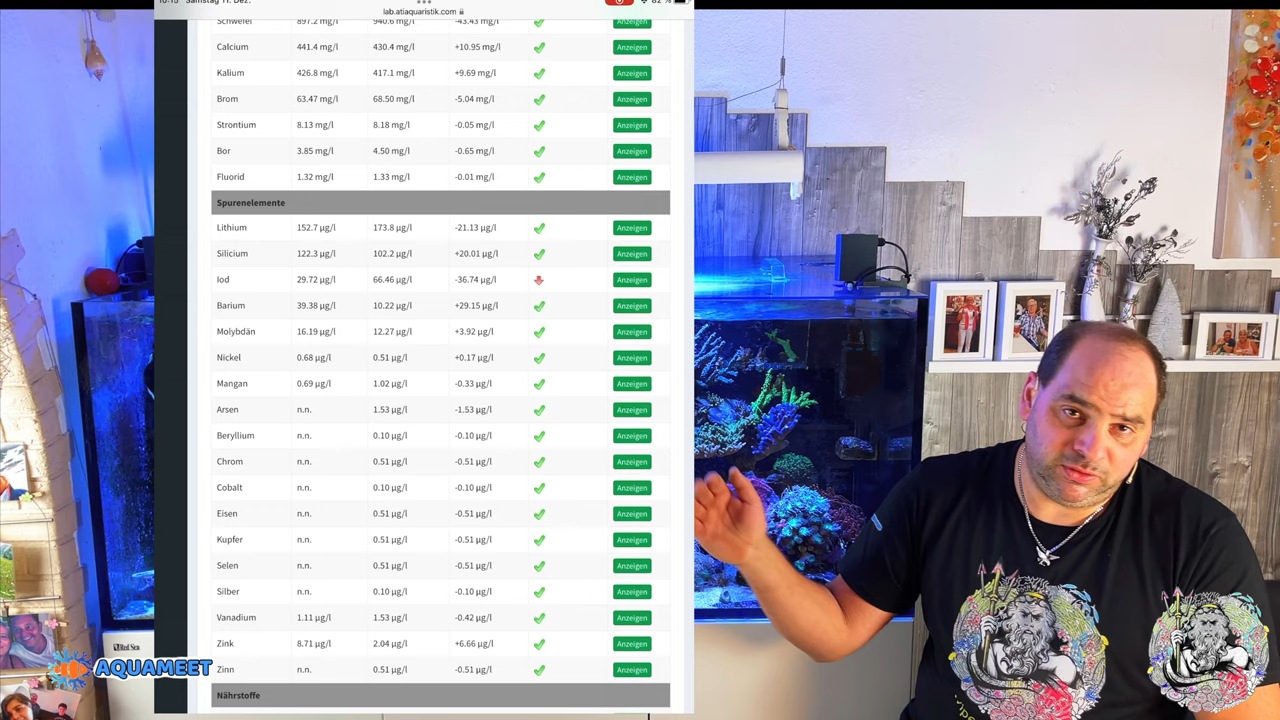 10:15 Samstag 11. Dez.
82 %
lab.atiaquaristik.com
Schwefel 897.2 mg/l 940.6 mg/l -43.43 mg/l Anzeigen
Calcium 441.4 mg/l 430.4 mg/l +10.95 mg/l Anzeigen
Kalium 426.8 mg/l 417.1 mg/l +9.69 mg/l Anzeigen
Brom 63.47 mg/l 68.50 mg/l -5.04 mg/l Anzeigen
Strontium 8.13 mg/l 8.18 mg/l -0.05 mg/l Anzeigen
Bor 3.85 mg/l 4.50 mg/l -0.65 mg/l Anzeigen
Fluorid 1.32 mg/l 1.33 mg/l -0.01 mg/l Anzeigen
Spurenelemente
Lithium 152.7 µg/l 173.8 µg/l -21.13 µg/l Anzeigen
Silicium 122.3 µg/l 102.2 µg/l +20.01 µg/l Anzeigen
Iod 29.72 µg/l 66.46 µg/l -36.74 µg/l Anzeigen
Barium 39.38 µg/l 10.22 µg/l +29.15 µg/l Anzeigen
Molybdän 16.19 µg/l 12.27 µg/l +3.92 µg/l Anzeigen
Nickel 0.68 µg/l 0.51 µg/l +0.17 µg/l Anzeigen
Mangan 0.69 µg/l 1.02 µg/l -0.33 µg/l Anzeigen
Arsen n.n. 1.53 µg/l -1.53 µg/l Anzeigen
Beryllium n.n. 0.10 µg/l -0.10 µg/l Anzeigen
Chrom n.n. 0.51 µg/l -0.51 µg/l Anzeigen
Cobalt n.n. 0.10 µg/l -0.10 µg/l Anzeigen
Eisen n.n. 0.51 µg/l -0.51 µg/l Anzeigen
Kupfer n.n. 0.51 µg/l -0.51 µg/l Anzeigen
Selen n.n. 0.51 µg/l -0.51 µg/l Anzeigen
Silber n.n. 0.10 µg/l -0.10 µg/l Anzeigen
Vanadium 1.11 µg/l 1.53 µg/l -0.42 µg/l Anzeigen
Zink 8.71 µg/l 2.04 µg/l +6.66 µg/l Anzeigen
Zinn n.n. 0.51 µg/l -0.51 µg/l Anzeigen
Nährstoffe
Red Sea
AQUAMEET